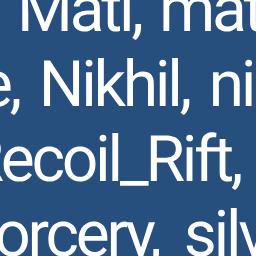 Mati, mat
e, Nikhil, ni
Recoil_Rift,
orcery, silv